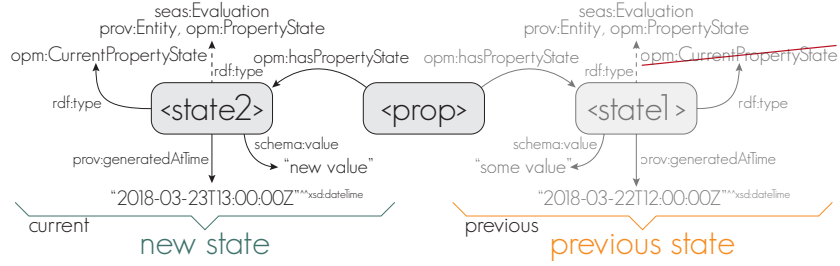 seas:Evaluation
prov:Entity, opm:PropertyState
opm:CurrentPropertyState
rdf:type
opm:hasPropertyState
opm:hasPropertyState
seas:Evaluation
prov:Entity, opm:PropertyState
opm:CurrentPropertyState
rdf:type
rdf:type
<state2>
<prop>
<state1>
rdf:type
prov:generatedAtTime
schema:value
"new value"
schema:value
"some value"
prov:generatedAtTime
"2018-03-23T13:00:00Z"^^xsd:dateTime
"2018-03-22T12:00:00Z"^^xsd:dateTime
current
new state
previous
previous state